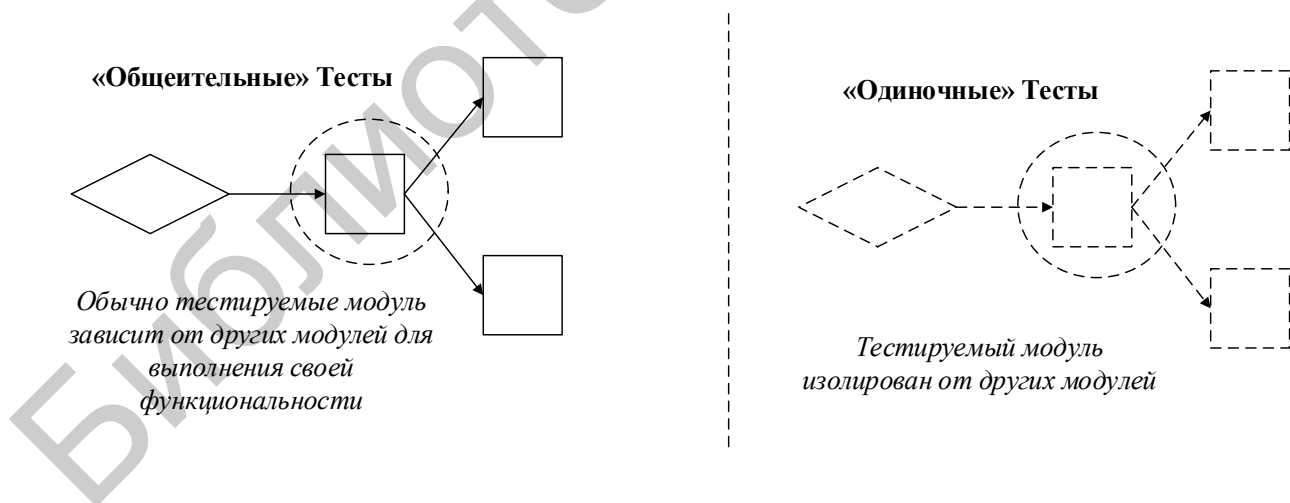 «Общеительные» Тесты
Обычно тестируемые модуль
зависит от других модулей для
выполнения своей
функциональности
«Одиночные» Тесты
Тестируемый модуль
изолирован от других модулей
Библиоте